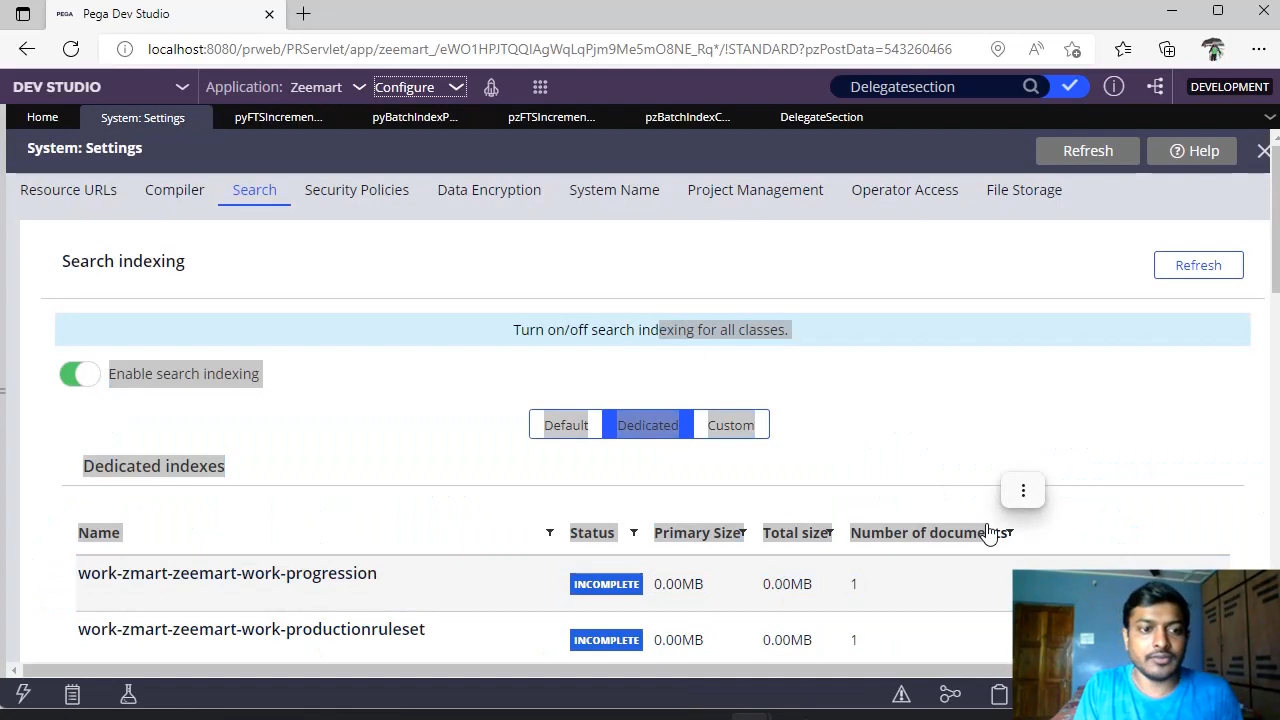 PEGA Pega Dev Studio
localhost:8080/prweb/PRServlet/app/zeemart_/eWO1HPJTQQIAgWqLqPjm9Me5mO8NE_Rq*/!STANDARD?pzPostData=543260466
DEV STUDIO Application: Zeemart Configure Delegatesection DEVELOPMENT
Home System: Settings pyFTSIncremen... pyBatchIndexP... pzFTSIncremen... pzBatchIndexC... DelegateSection
System: Settings Refresh Help
Resource URLs Compiler Search Security Policies Data Encryption System Name Project Management Operator Access File Storage
Search indexing Refresh
Turn on/off search indexing for all classes.
Enable search indexing
Default Dedicated Custom
Dedicated indexes
Name Status Primary Size Total size Number of documents
work-zmart-zeemart-work-progression INCOMPLETE 0.00MB 0.00MB 1
work-zmart-zeemart-work-productionruleset INCOMPLETE 0.00MB 0.00MB 1